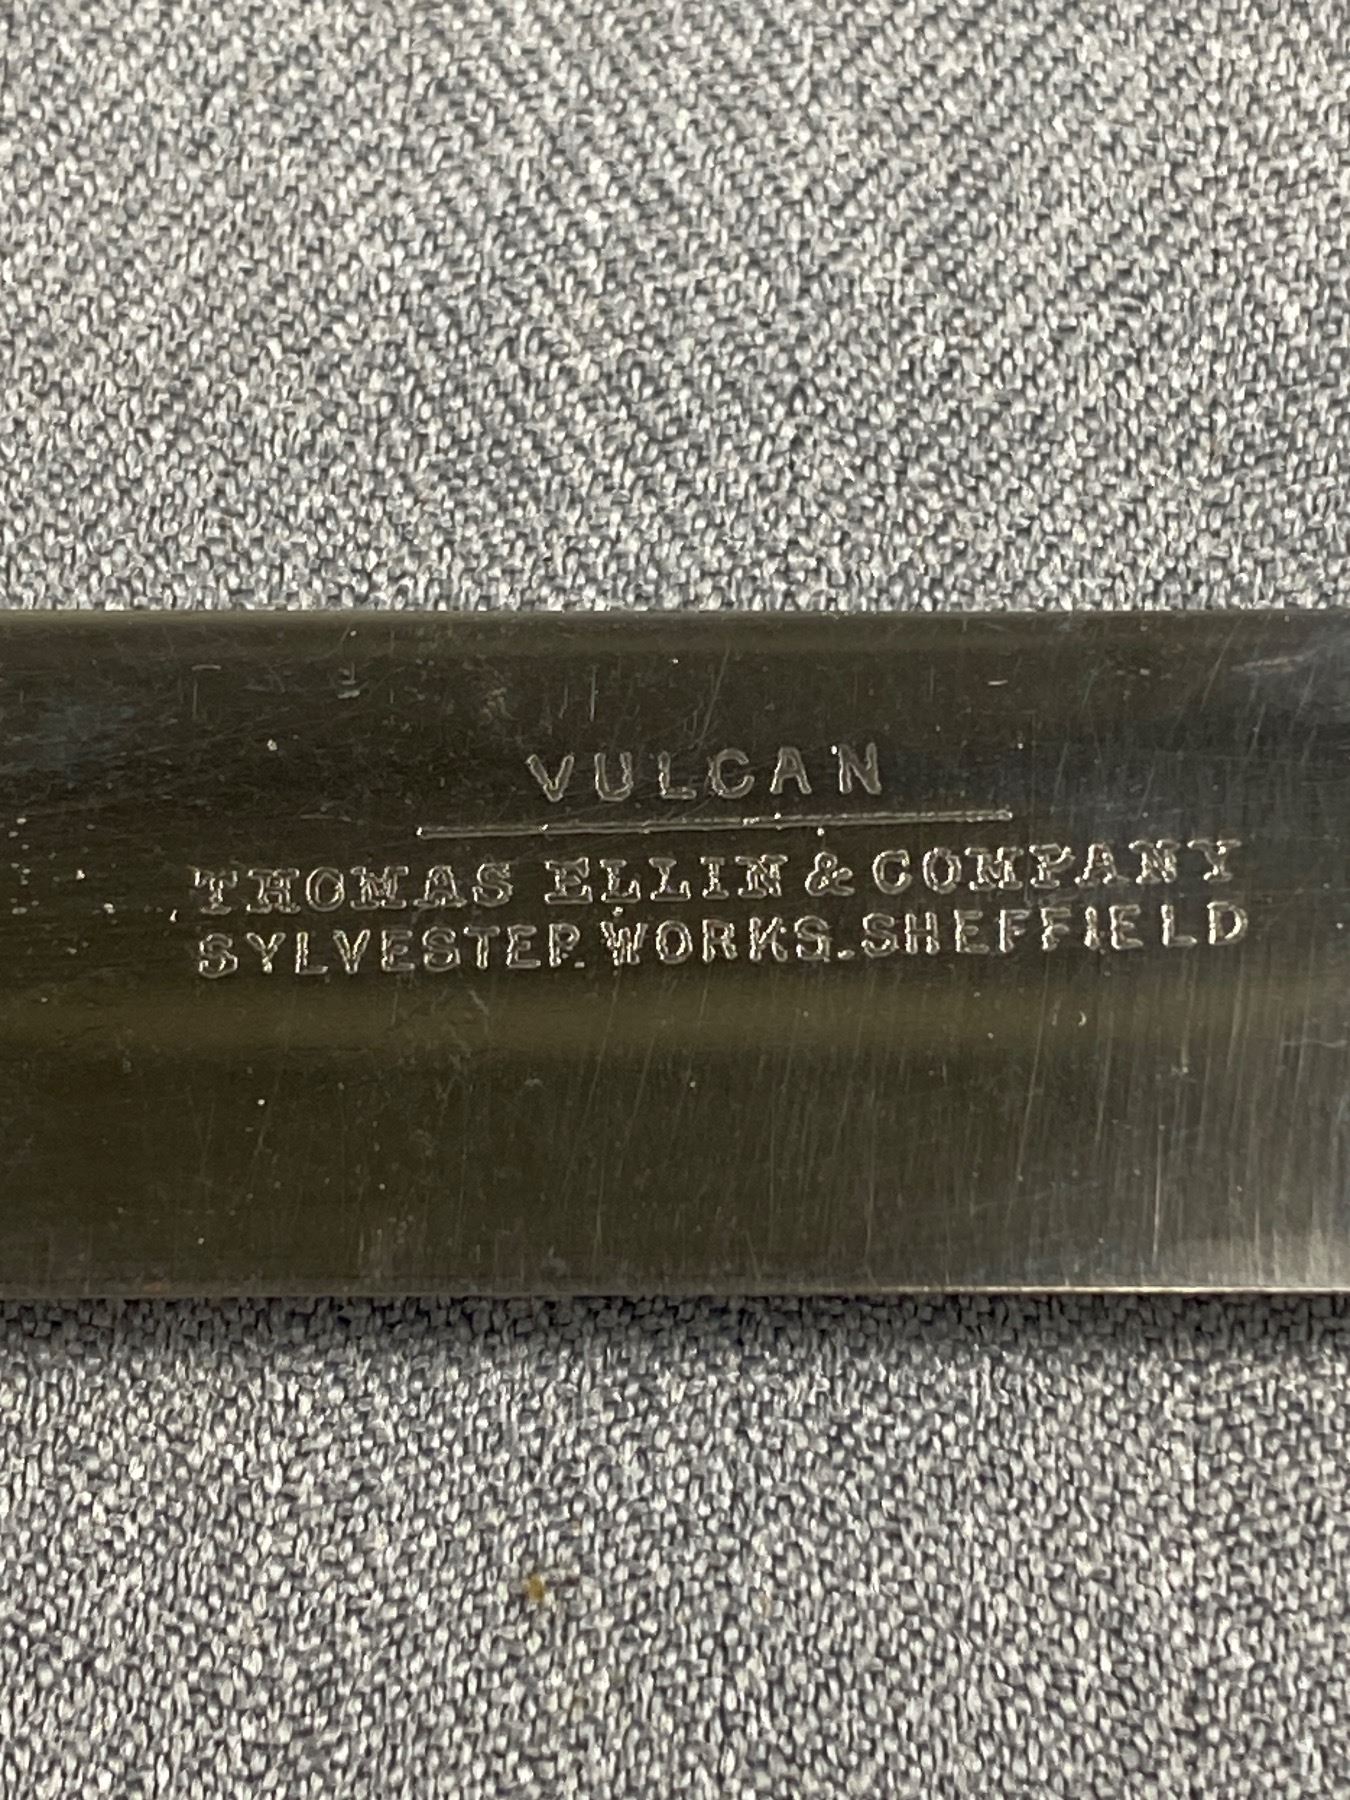 VULCAN
THOMAS ELLIN & COMPANY
SYLVESTER WORKS. SHEFFIELD